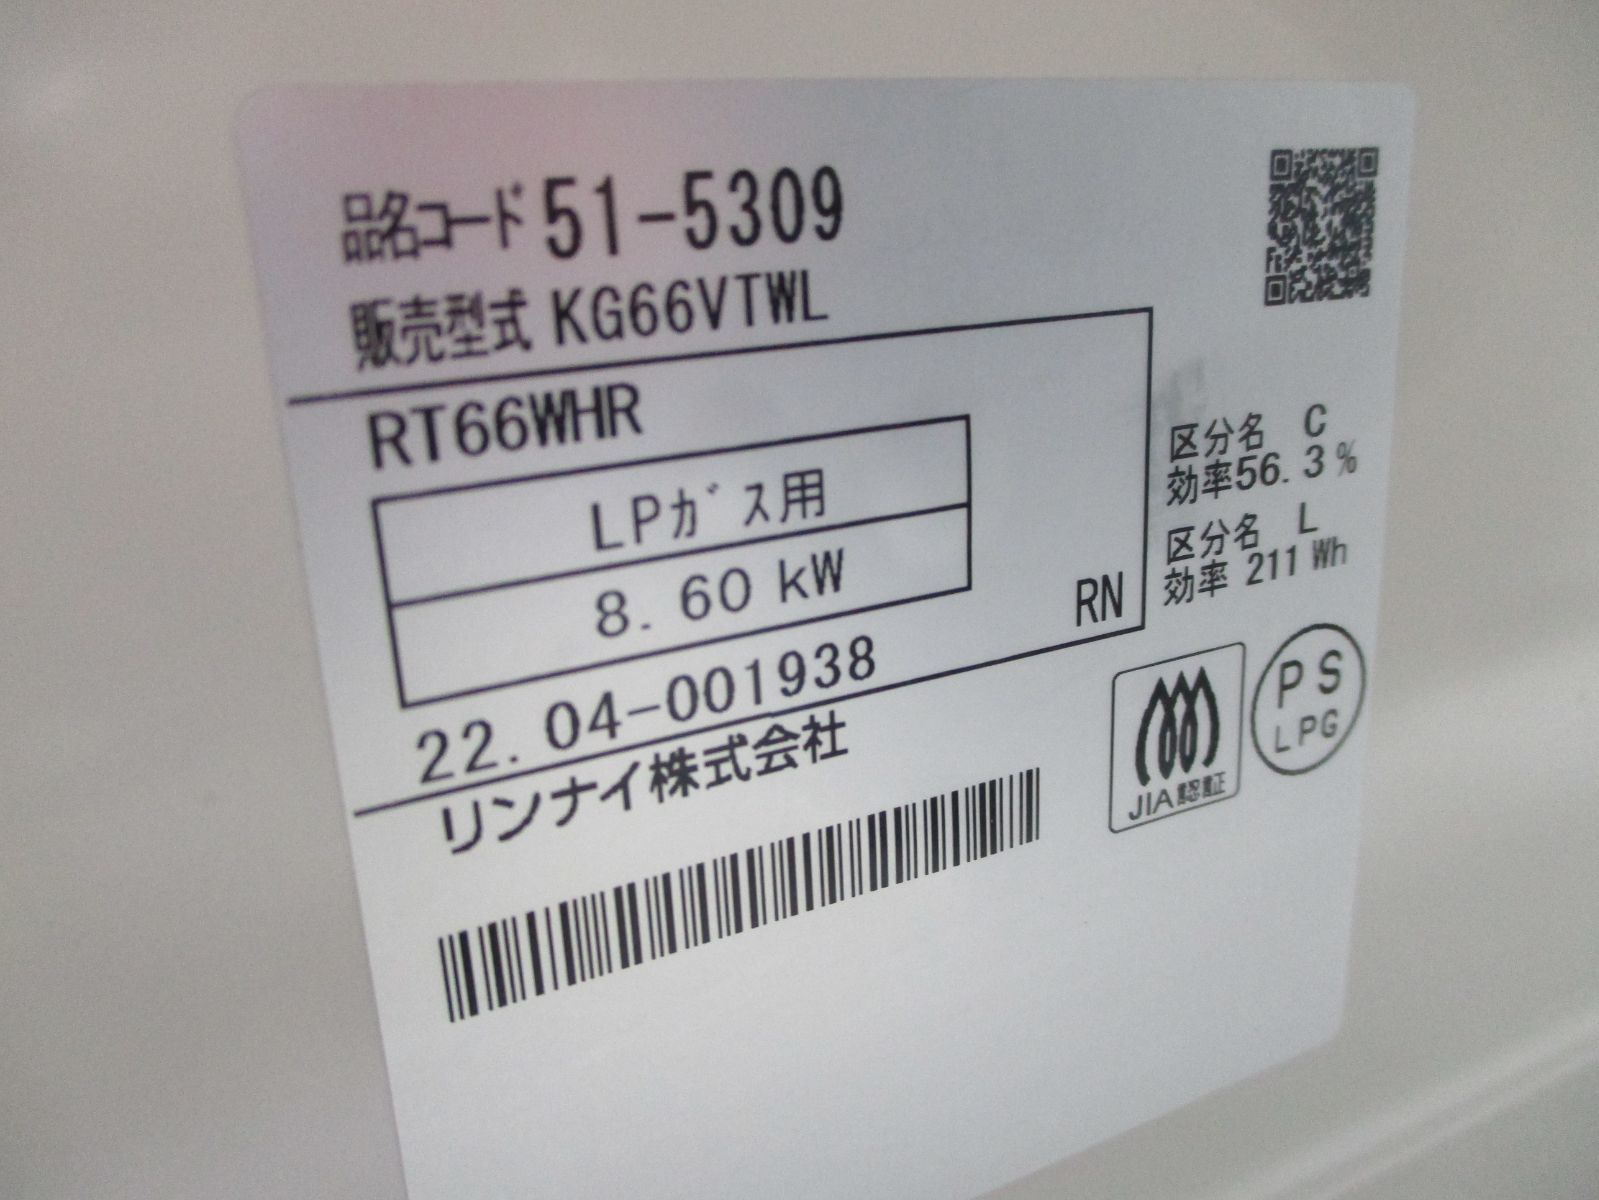 品名コード 51-5309
販売型式 KG66VTWL
RT66WHR
LPガス用
8.60 kW
RN
22.04-001938
リンナイ株式会社
区分名 C
効率56.3%
区分名 L
効率 211 Wh
JIA認証
PS
LPG